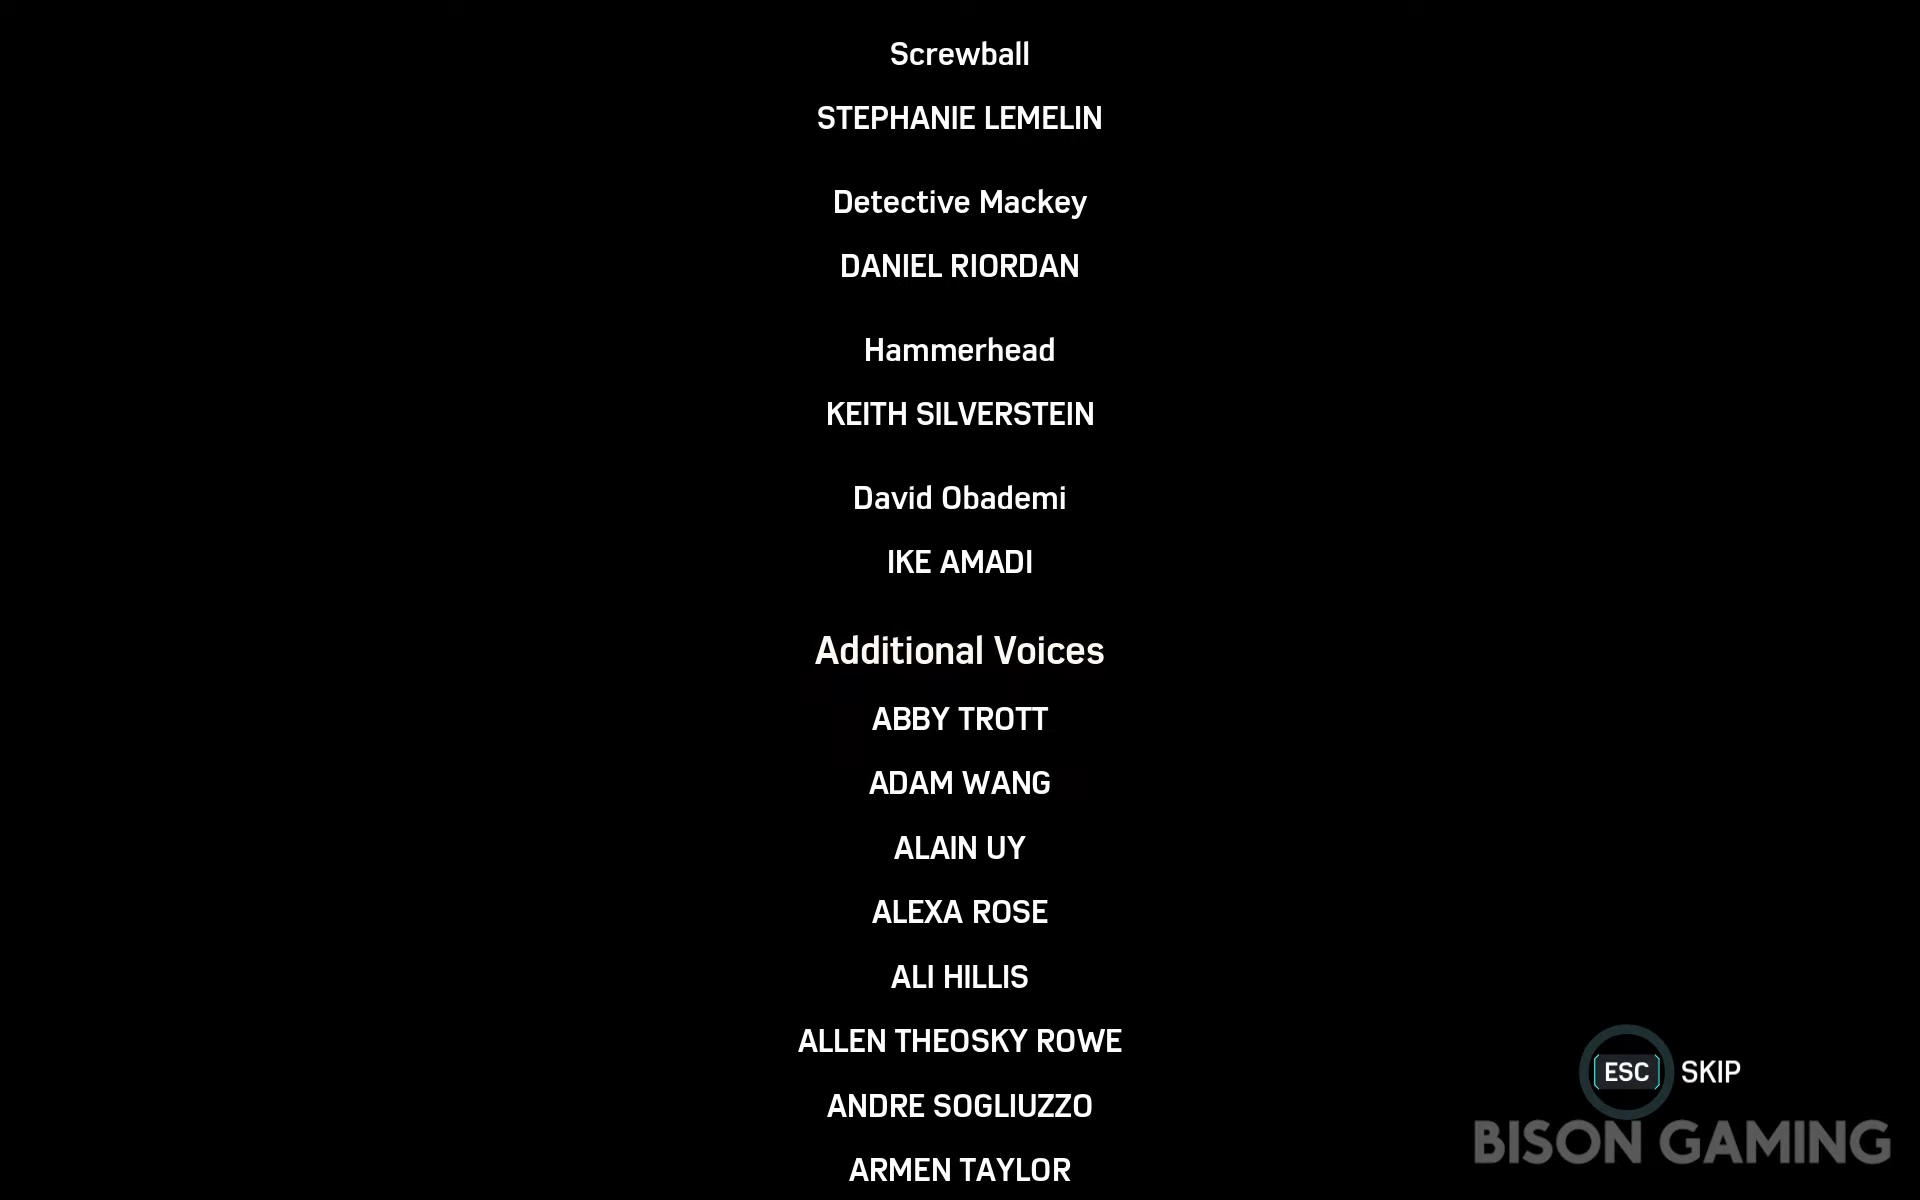 Screwball
STEPHANIE LEMELIN
Detective Mackey
DANIEL RIORDAN
Hammerhead
KEITH SILVERSTEIN
David Obademi
IKE AMADI
Additional Voices
ABBY TROTT
ADAM WANG
ALAIN UY
ALEXA ROSE
ALI HILLIS
ALLEN THEOSKY ROWE
ANDRE SOGLIUZZO
ARMEN TAYLOR
ESC SKIP
BISON GAMING